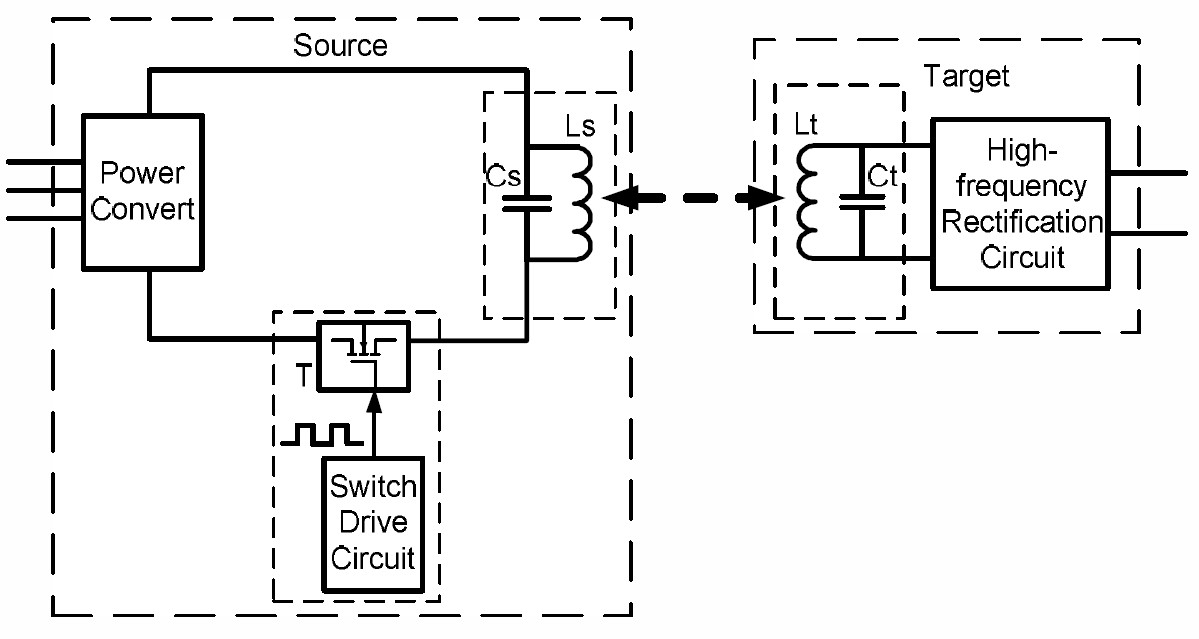 Source
Target
Power
Convert
Cs
Ls
Lt
Ct
High-
frequency
Rectification
Circuit
T
Switch
Drive
Circuit